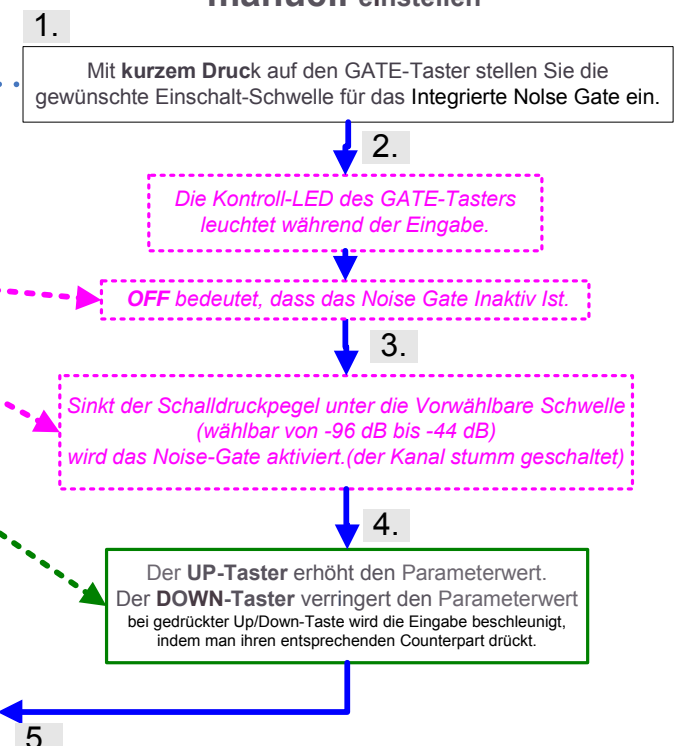 manuell einstellen
1.
Mit kurzem Druck auf den GATE-Taster stellen Sie die
gewünschte Einschalt-Schwelle für das Integrierte NoIse Gate ein.
2.
Die Kontroll-LED des GATE-Tasters
leuchtet während der Eingabe.
OFF bedeutet, dass das Noise Gate Inaktiv Ist.
3.
Sinkt der Schalldruckpegel unter die Vorwählbare Schwelle
(wählbar von -96 dB bis -44 dB)
wird das Noise-Gate aktiviert.(der Kanal stumm geschaltet)
4.
Der UP-Taster erhöht den Parameterwert.
Der DOWN-Taster verringert den Parameterwert
bei gedrückter Up/Down-Taste wird die Eingabe beschleunigt,
indem man ihren entsprechenden Counterpart drückt.
5